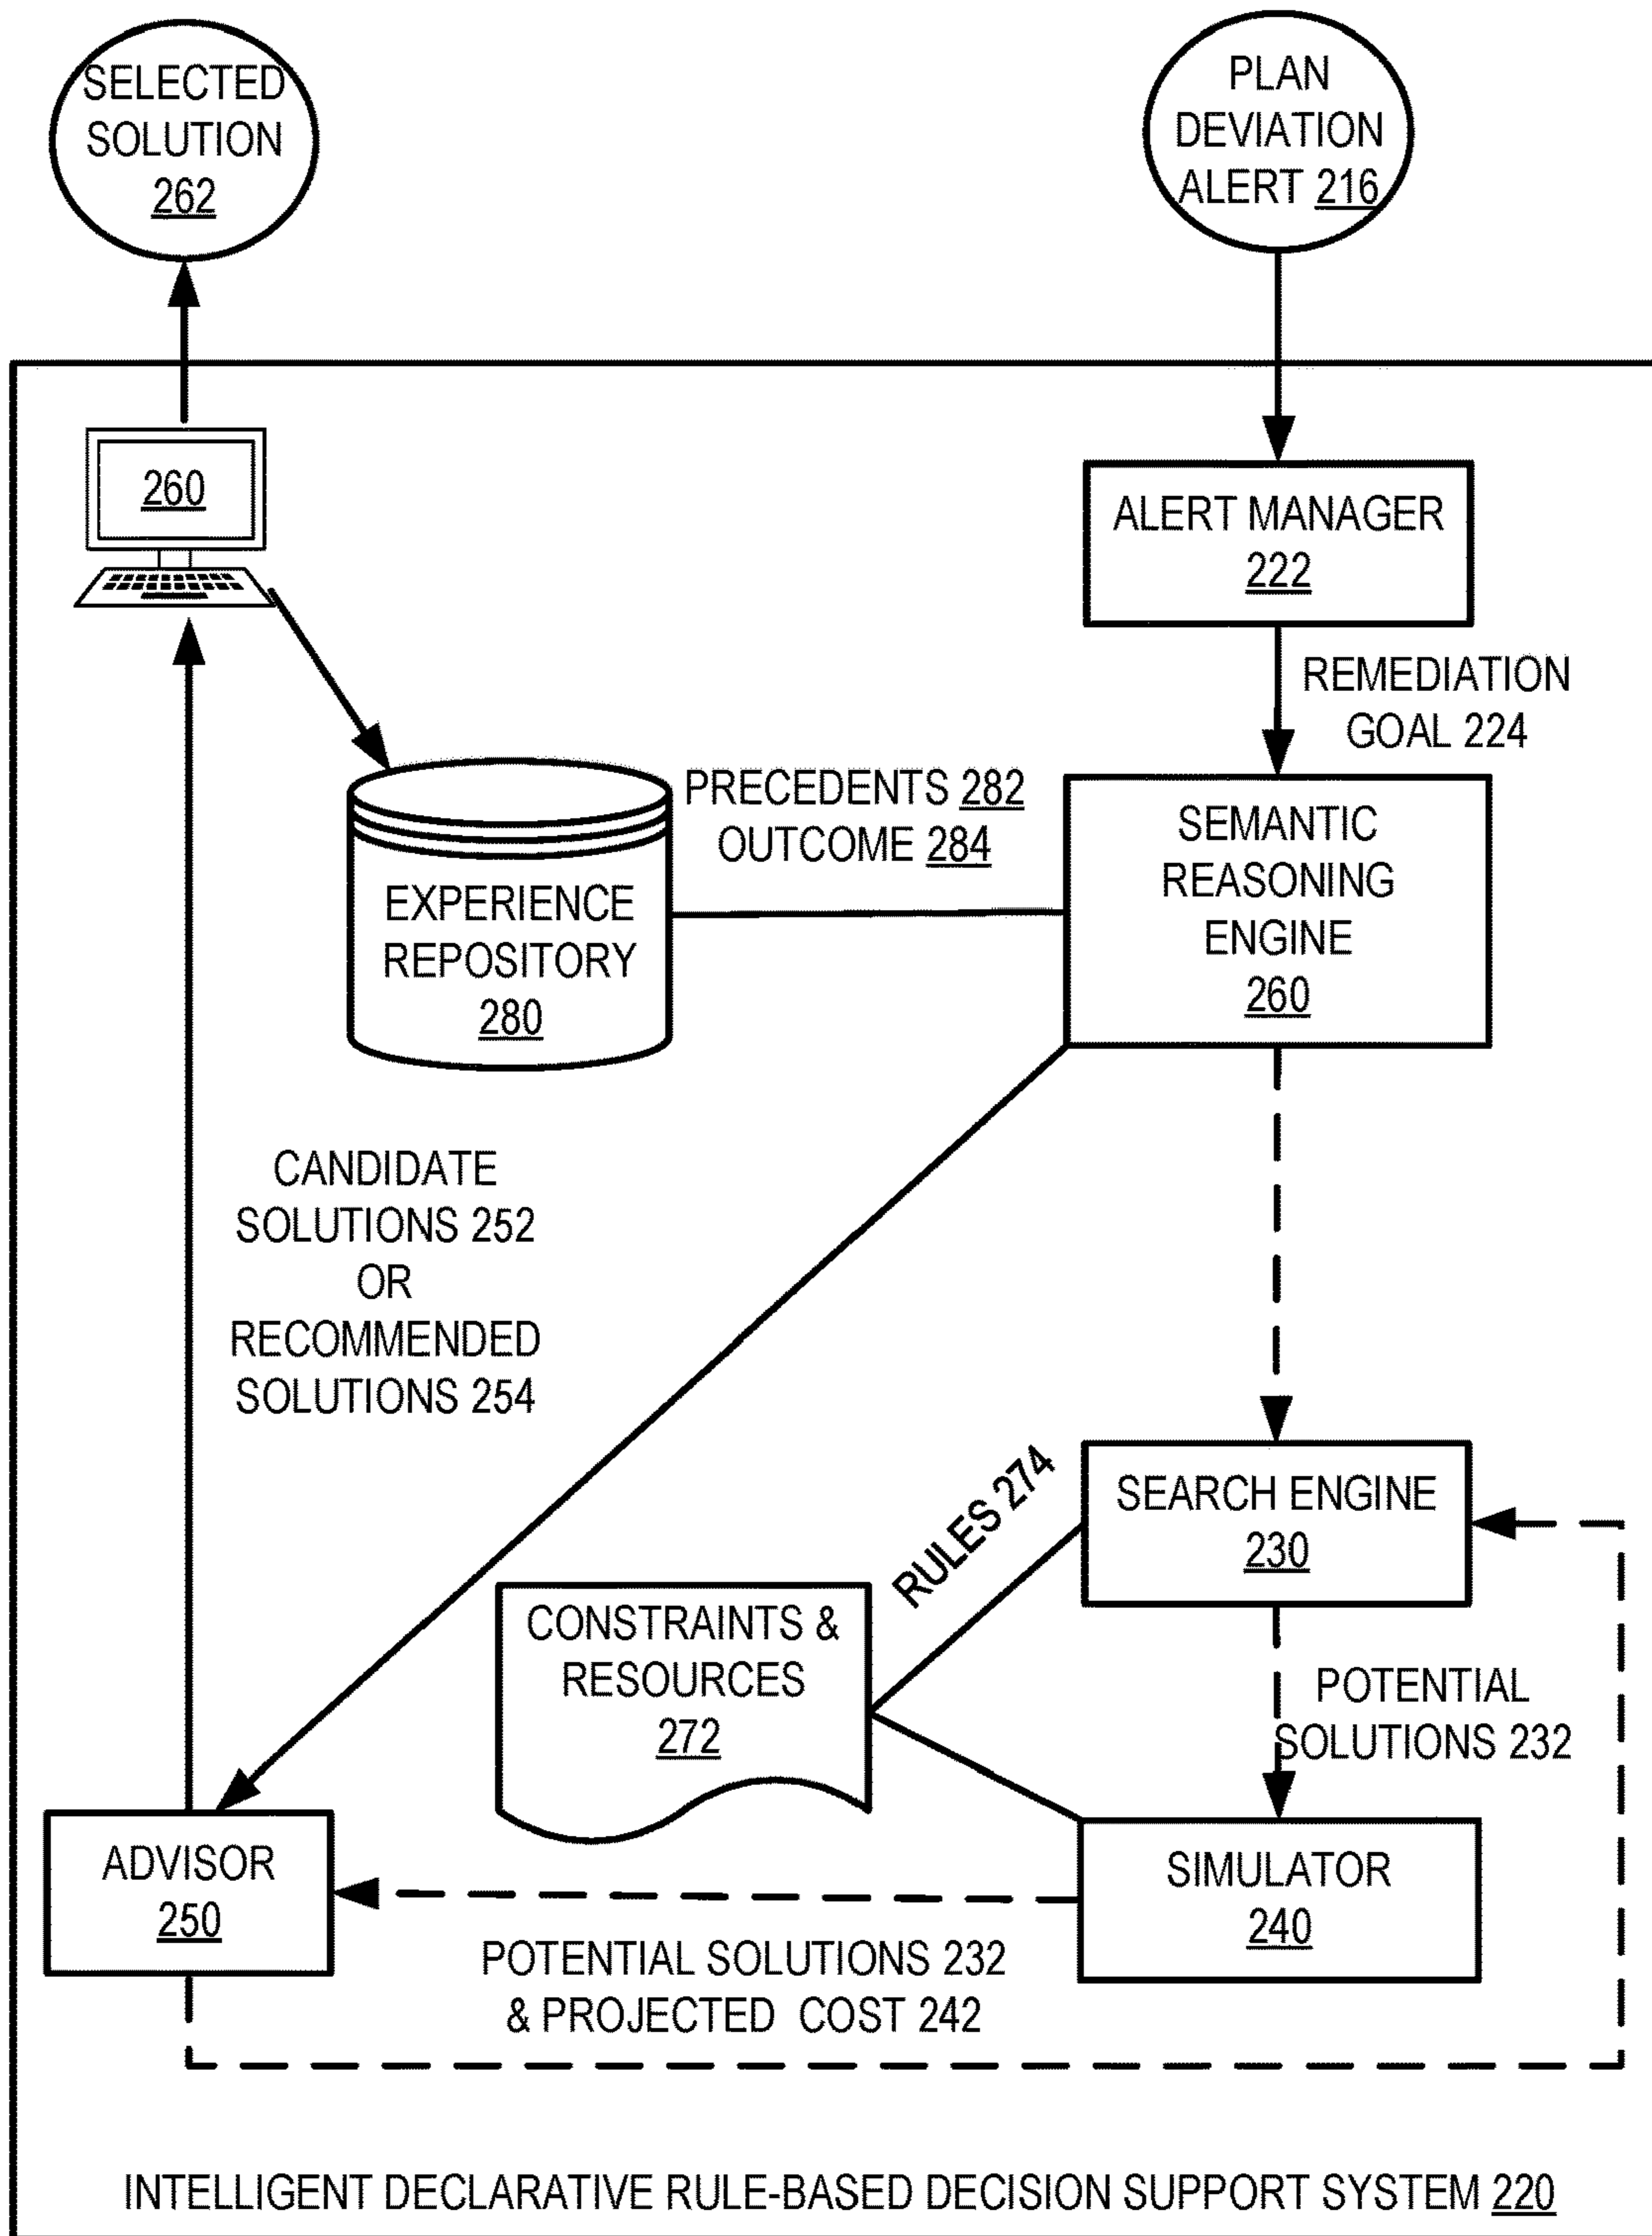 SELECTED
SOLUTION
262
PLAN
DEVIATION
ALERT 216
260
ALERT MANAGER
222
REMEDIATION
GOAL 224
PRECEDENTS 282
OUTCOME 284
SEMANTIC
REASONING
ENGINE
260
EXPERIENCE
REPOSITORY
280
CANDIDATE
SOLUTIONS 252
OR
RECOMMENDED
SOLUTIONS 254
RULES 274
SEARCH ENGINE
230
CONSTRAINTS &
RESOURCES
272
POTENTIAL
SOLUTIONS 232
ADVISOR
250
SIMULATOR
240
POTENTIAL SOLUTIONS 232
& PROJECTED COST 242
INTELLIGENT DECLARATIVE RULE-BASED DECISION SUPPORT SYSTEM 220